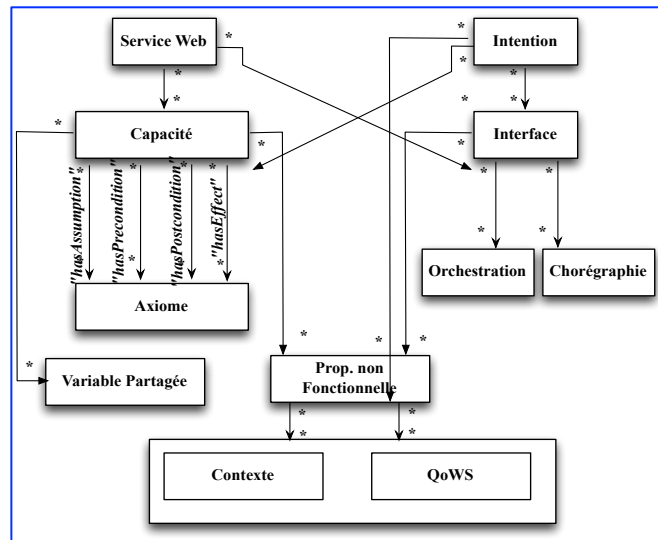 Service Web
Intention
Capacité
Interface
"hasAssumption"
"hasPrecondition"
"hasPostcondition"
"hasEffect"
Orchestration
Chorégraphie
Axiome
Variable Partagée
Prop. non
Fonctionnelle
Contexte
QoWS